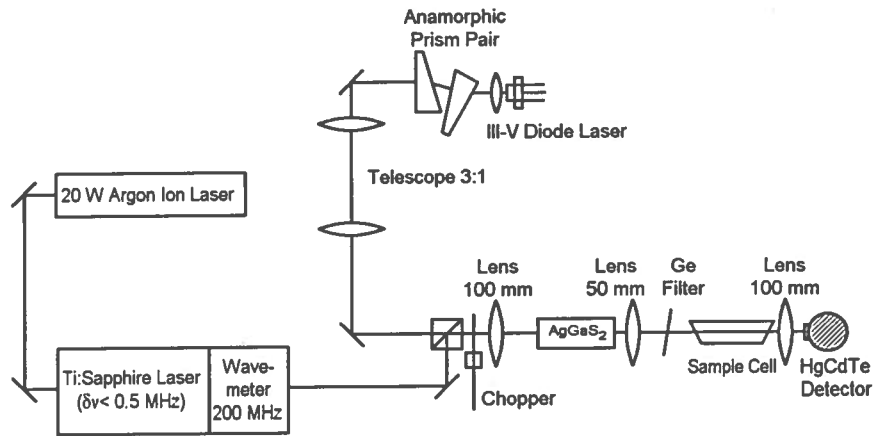 Anamorphic
Prism Pair
III-V Diode Laser
Telescope 3:1
20 W Argon Ion Laser
Lens
100 mm
Lens
50 mm
Ge
Filter
Lens
100 mm
AgGaS₂
Sample Cell
HgCdTe
Detector
Chopper
Ti:Sapphire Laser
(δν< 0.5 MHz)
Wave-
meter
200 MHz